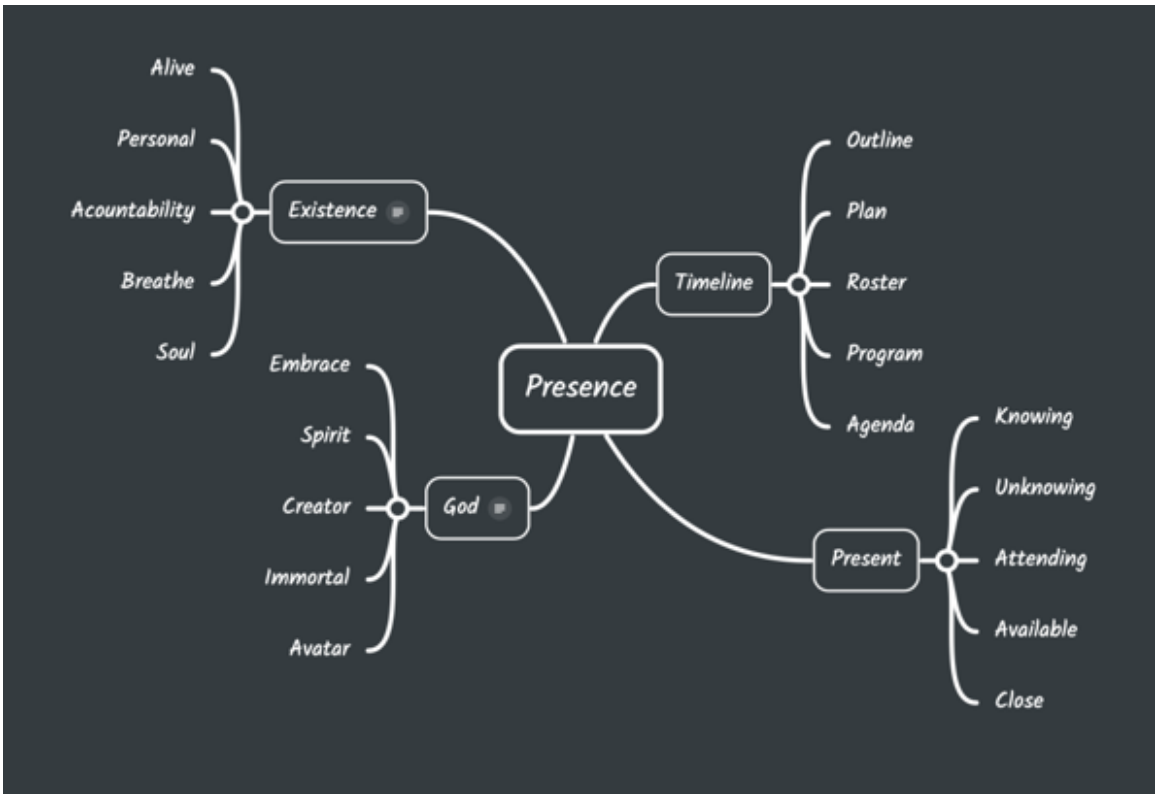 Presence
Existence
Alive
Personal
Acountability
Breathe
Soul
God
Embrace
Spirit
Creator
Immortal
Avatar
Timeline
Outline
Plan
Roster
Program
Agenda
Present
Knowing
Unknowing
Attending
Available
Close